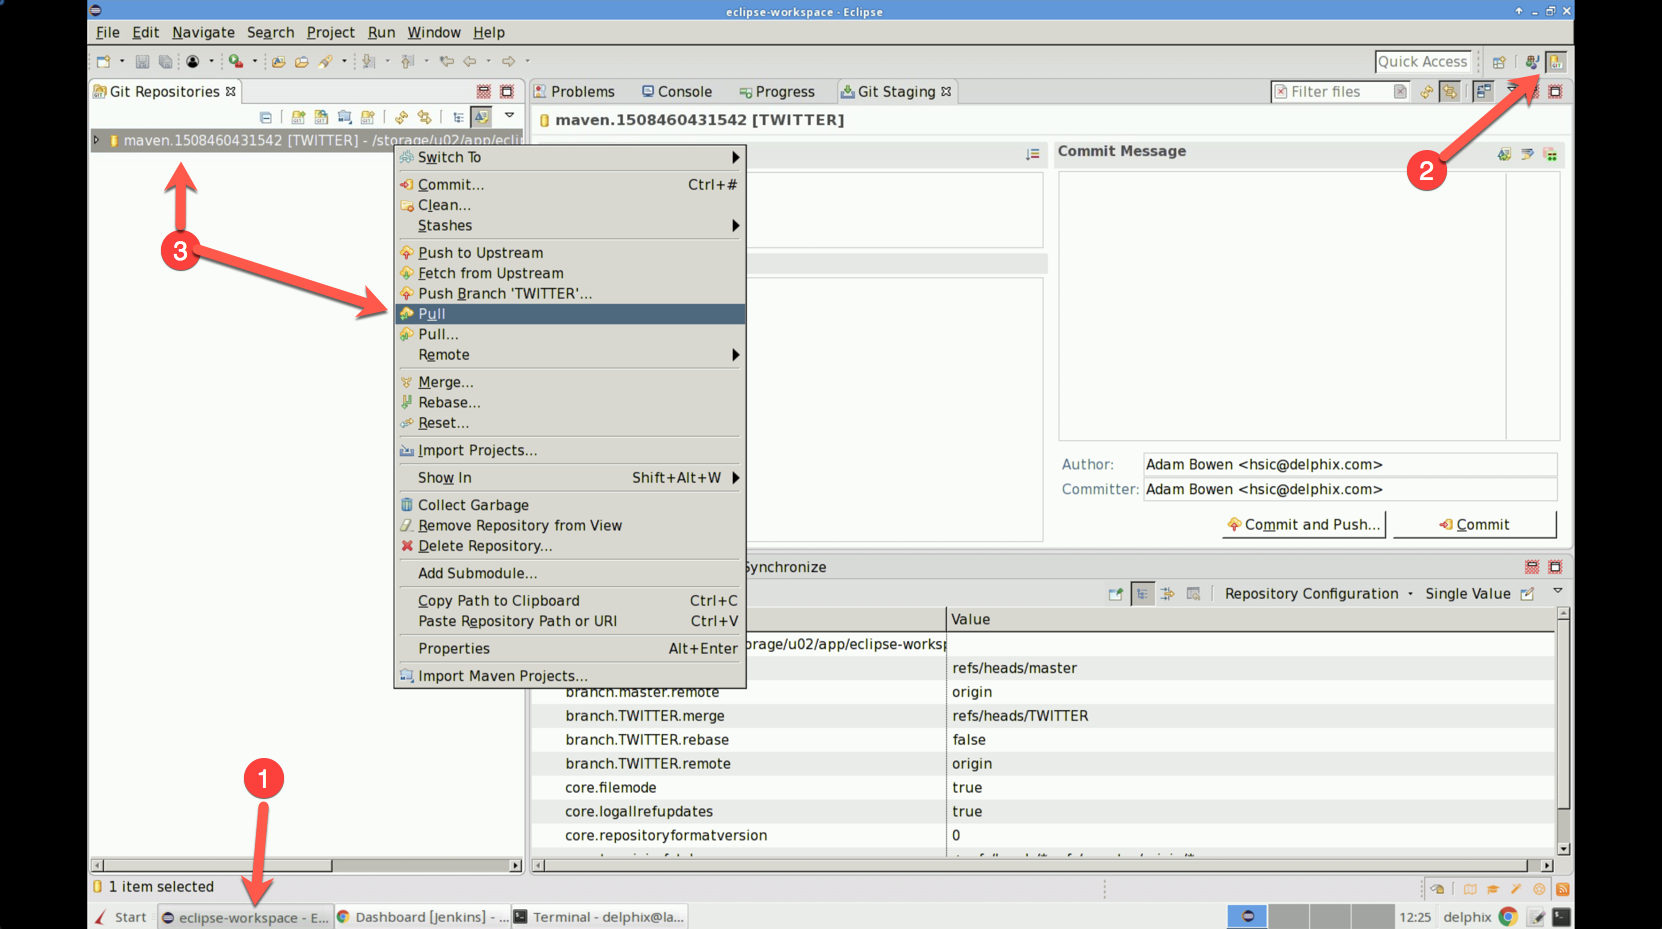 eclipse-workspace - Eclipse
File Edit Navigate Search Project Run Window Help
Quick Access
Git Repositories
Problems Console Progress Git Staging
Filter files
maven.1508460431542 [TWITTER] - /storage/u02/app/eclip
maven.1508460431542 [TWITTER]
Commit Message
2
3
Switch To
Commit... Ctrl+#
Clean...
Stashes
Push to Upstream
Fetch from Upstream
Push Branch 'TWITTER'...
Pull
Pull...
Remote
Merge...
Rebase...
Reset...
Import Projects...
Show In Shift+Alt+W
Collect Garbage
Remove Repository from View
Delete Repository...
Add Submodule...
Copy Path to Clipboard Ctrl+C
Paste Repository Path or URI Ctrl+V
Properties Alt+Enter
Import Maven Projects...
Author: Adam Bowen <hsic@delphix.com>
Committer: Adam Bowen <hsic@delphix.com>
Commit and Push... Commit
Synchronize
Repository Configuration Single Value
Value
orage/u02/app/eclipse-worksp
refs/heads/master
branch.master.remote origin
branch.TWITTER.merge refs/heads/TWITTER
branch.TWITTER.rebase false
branch.TWITTER.remote origin
core.filemode true
core.logallrefupdates true
core.repositoryformatversion 0
1
1 item selected
Start eclipse-workspace - E... Dashboard [Jenkins] - ... Terminal - delphix@la...
12:25 delphix